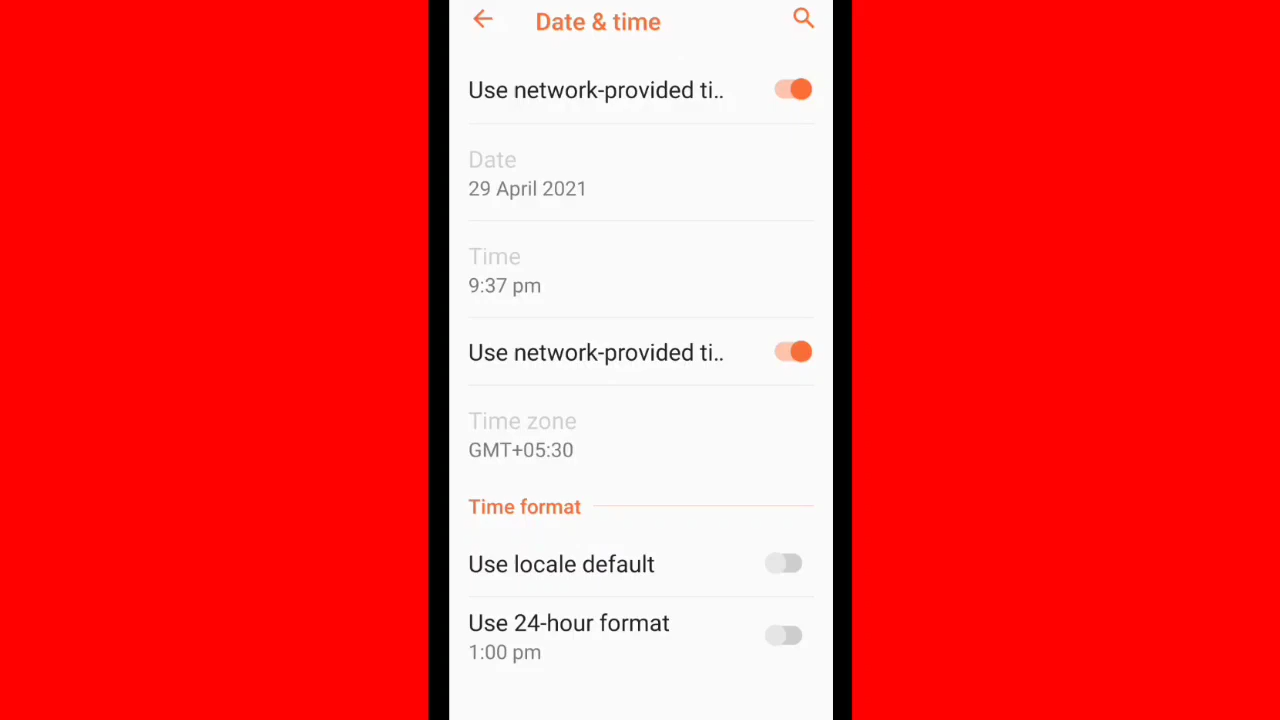 Date & time
Use network-provided ti..
Date
29 April 2021
Time
9:37 pm
Use network-provided ti..
Time zone
GMT+05:30
Time format
Use locale default
Use 24-hour format
1:00 pm